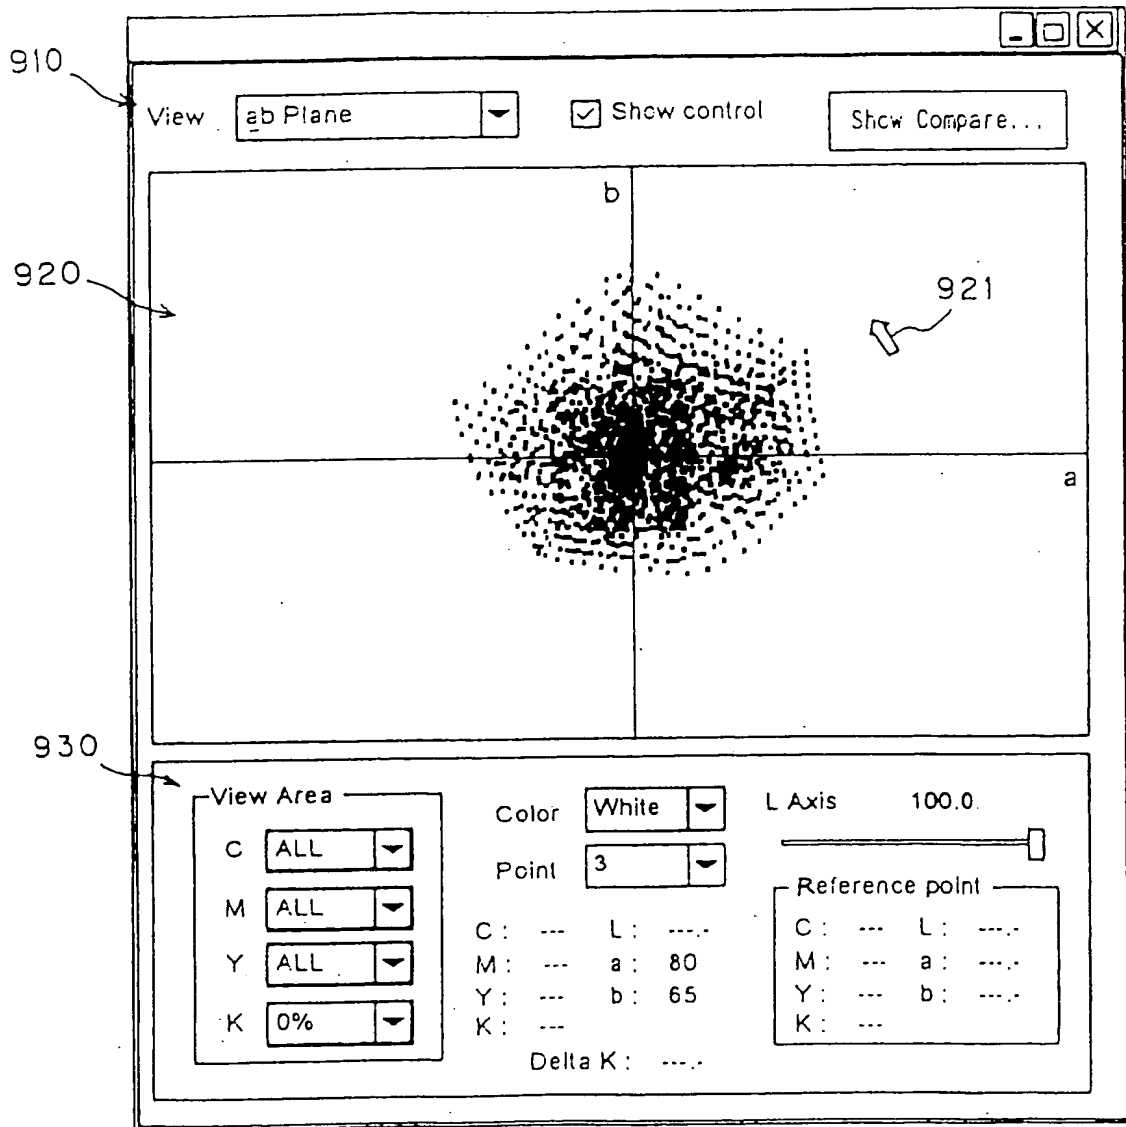 910
View ab Plane Show control Show Compare...
b
920
921
a
930
View Area
C ALL
M ALL
Y ALL
K 0%
Color White
Point 3
C : --- L : ---.-
M : --- a : 80
Y : --- b : 65
K : ---
Delta K : ---.-
L Axis 100.0.
Reference point
C : --- L : ---.-
M : --- a : ---.-
Y : --- b : ---.-
K : ---